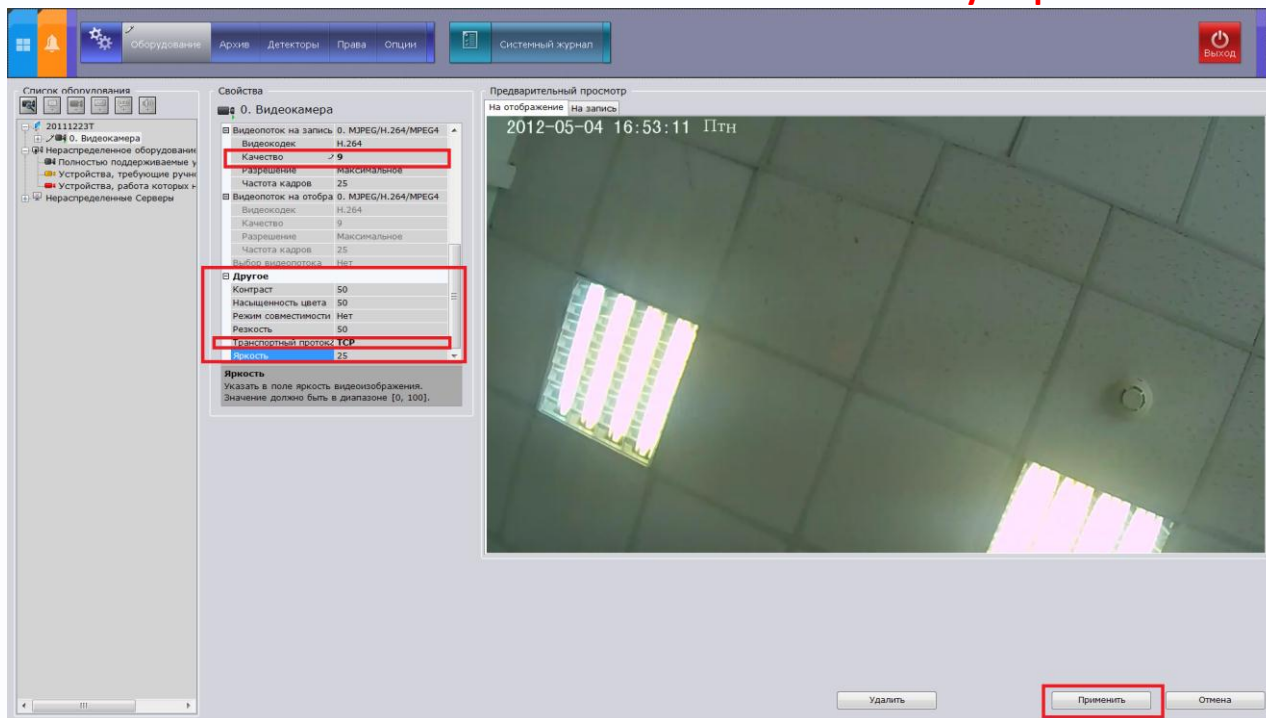 Оборудование Архив Детекторы Права Опции Системный журнал Выход
Список оборудования
20111223T
0. Видеокамера
Нераспределенное оборудование
Полностью поддерживаемые у
Устройства, требующие ручн
Устройства, работа которых н
Нераспределенные Серверы
Свойства
0. Видеокамера
Видеопоток на запись 0. MJPEG/H.264/MPEG4
Видеокодек H.264
Качество 9
Разрешение Максимальное
Частота кадров 25
Видеопоток на отобра 0. MJPEG/H.264/MPEG4
Видеокодек H.264
Качество 9
Разрешение Максимальное
Частота кадров 25
Выбор видеопотока Нет
Другое
Контраст 50
Насыщенность цвета 50
Режим совместимости Нет
Резкость 50
Транспортный проток TCP
Яркость 25
Яркость
Указать в поле яркость видеоизображения.
Значение должно быть в диапазоне [0, 100].
Предварительный просмотр
На отображение На запись
2012-05-04 16:53:11 Птн
Удалить Применить Отмена